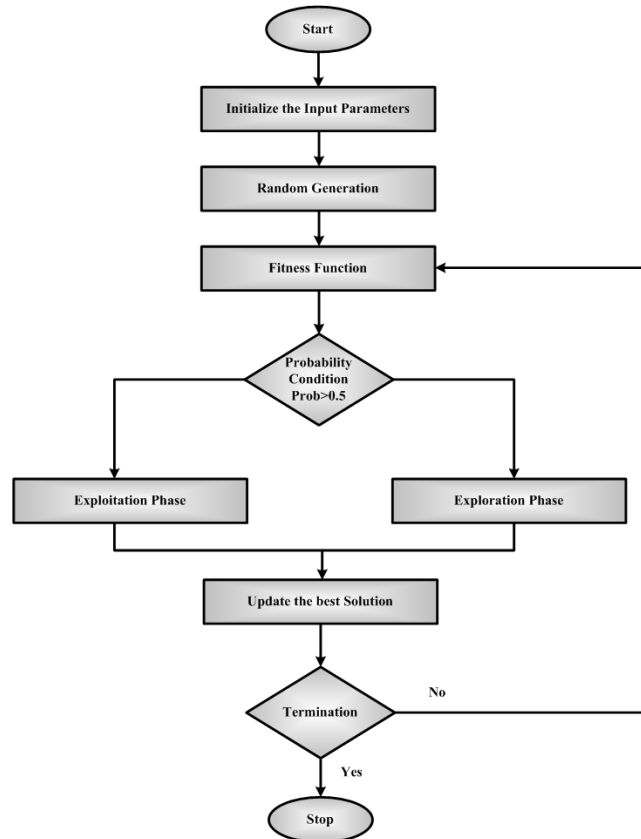 Start
Initialize the Input Parameters
Random Generation
Fitness Function
Probability
Condition
Prob>0.5
Exploitation Phase
Exploration Phase
Update the best Solution
Termination
No
Yes
Stop